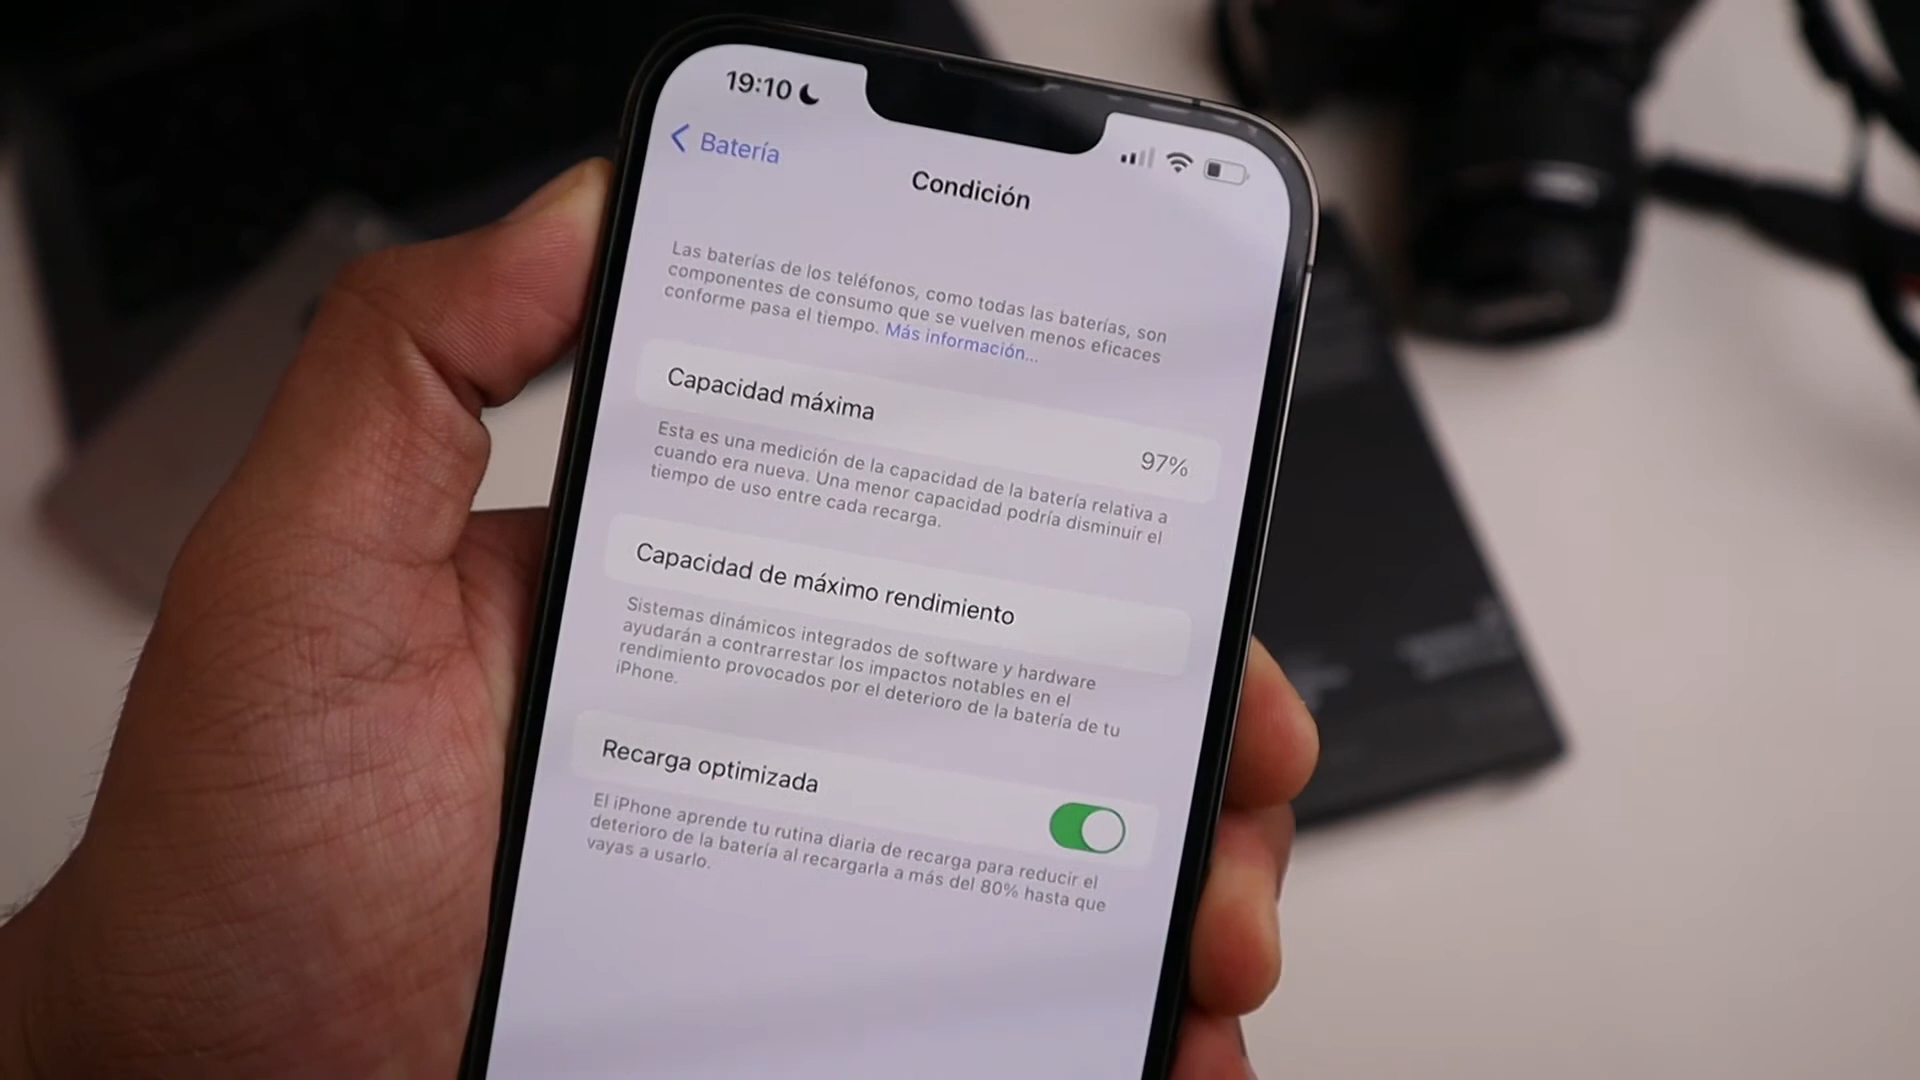 19:10
Batería
Condición
Las baterías de los teléfonos, como todas las baterías, son
componentes de consumo que se vuelven menos eficaces
conforme pasa el tiempo. Más información...
Capacidad máxima
97%
Esta es una medición de la capacidad de la batería relativa a
cuando era nueva. Una menor capacidad podría disminuir el
tiempo de uso entre cada recarga.
Capacidad de máximo rendimiento
Sistemas dinámicos integrados de software y hardware
ayudarán a contrarrestar los impactos notables en el
rendimiento provocados por el deterioro de la batería de tu
iPhone.
Recarga optimizada
El iPhone aprende tu rutina diaria de recarga para reducir el
deterioro de la batería al recargarla a más del 80% hasta que
vayas a usarlo.